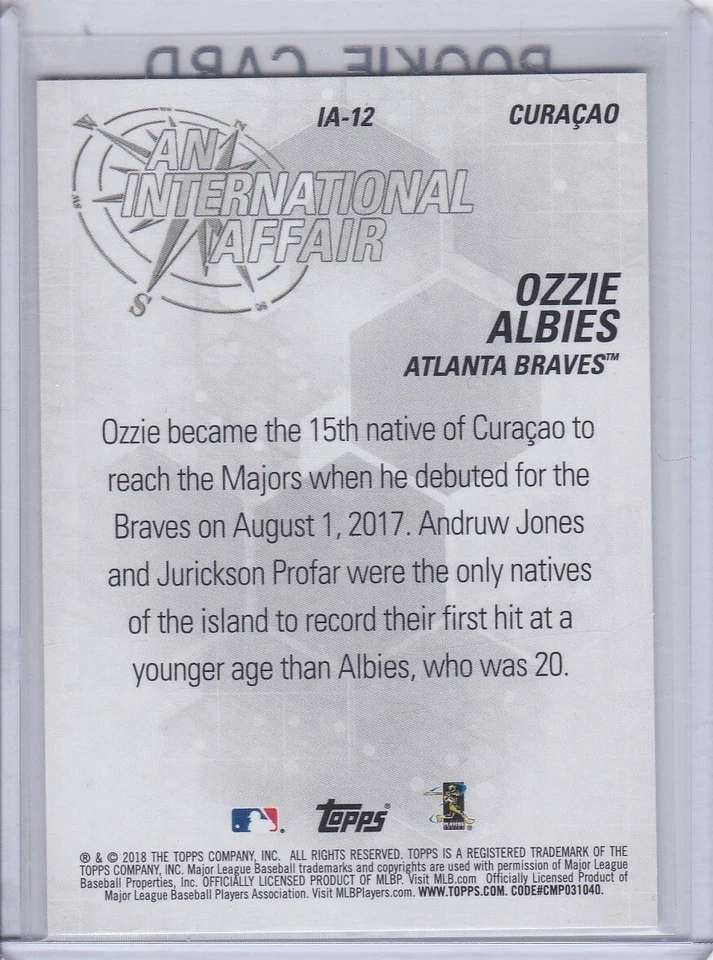 ROOKIE CARD
IA-12
CURAÇAO
AN
INTERNATIONAL
AFFAIR
N
S
OZZIE
ALBIES
ATLANTA BRAVES™
Ozzie became the 15th native of Curaçao to
reach the Majors when he debuted for the
Braves on August 1, 2017. Andruw Jones
and Jurickson Profar were the only natives
of the island to record their first hit at a
younger age than Albies, who was 20.
Topps®
® & © 2018 THE TOPPS COMPANY, INC. ALL RIGHTS RESERVED. TOPPS IS A REGISTERED TRADEMARK OF THE
TOPPS COMPANY, INC. Major League Baseball trademarks and copyrights are used with permission of Major League
Baseball Properties, Inc. OFFICIALLY LICENSED PRODUCT OF MLBP. Visit MLB.com Officially Licensed Product of
Major League Baseball Players Association. Visit MLBPlayers.com. WWW.TOPPS.COM. CODE#CMP031040.